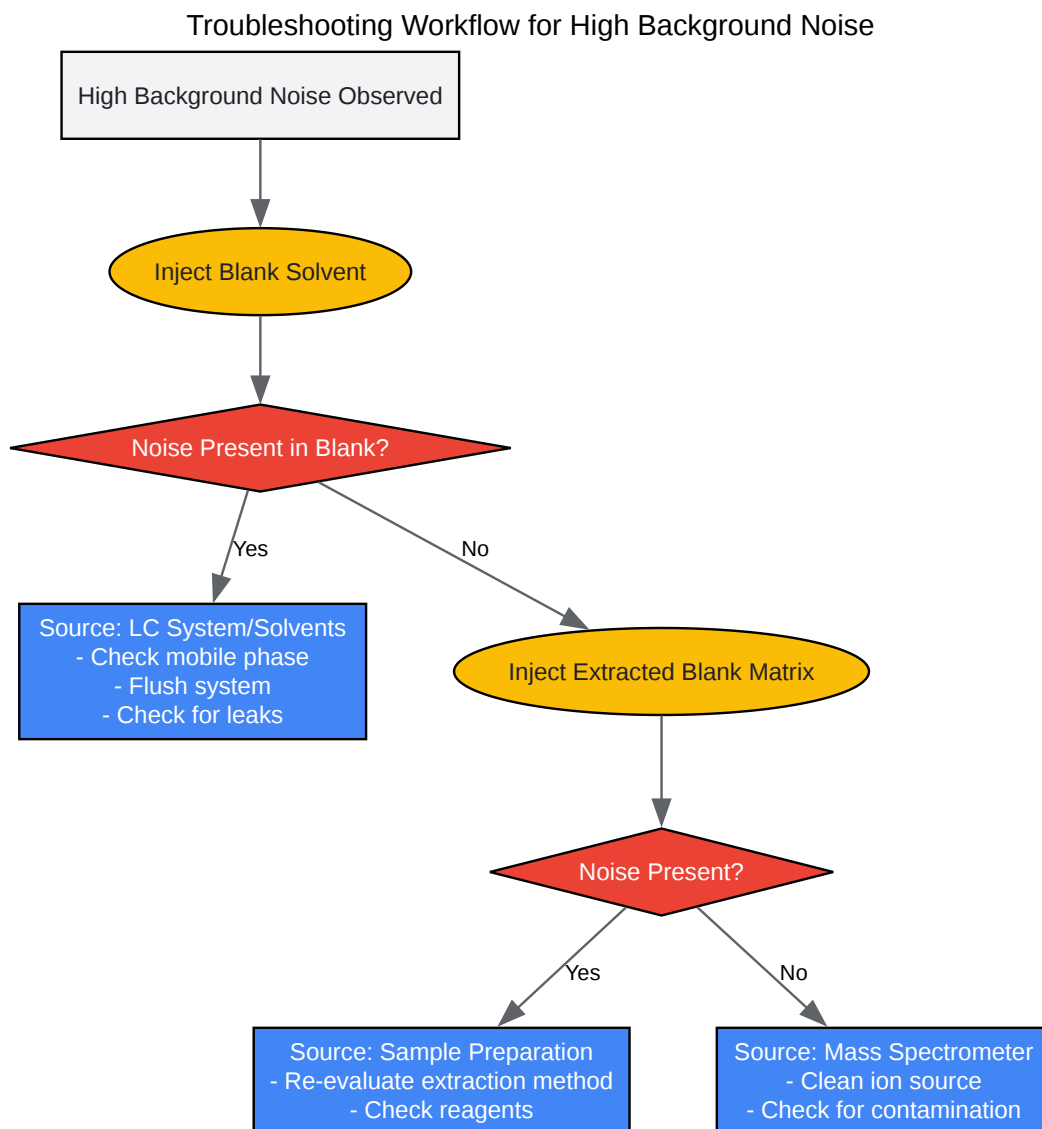 Troubleshooting Workflow for High Background Noise
High Background Noise Observed
Inject Blank Solvent
Noise Present in Blank?
Yes
No
Source: LC System/Solvents
- Check mobile phase
- Flush system
- Check for leaks
Inject Extracted Blank Matrix
Noise Present?
Yes
No
Source: Sample Preparation
- Re-evaluate extraction method
- Check reagents
Source: Mass Spectrometer
- Clean ion source
- Check for contamination